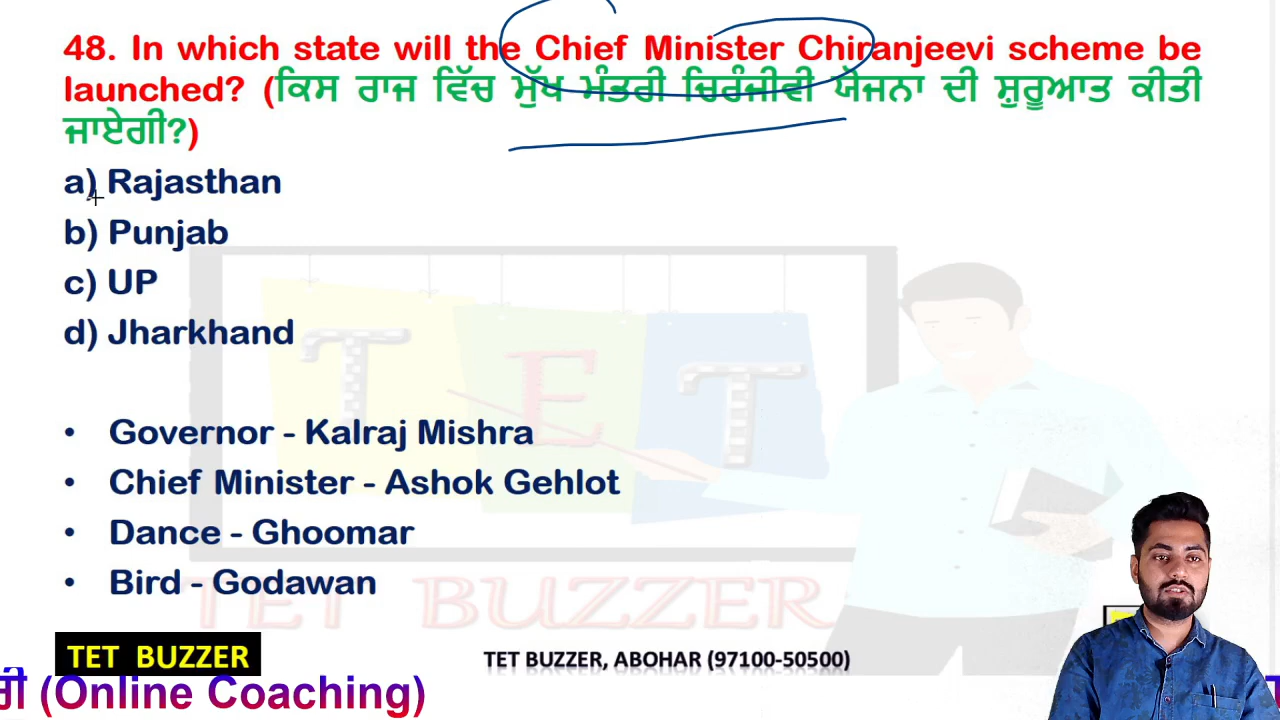 48. In which state will the Chief Minister Chiranjeevi scheme be
launched? (ਕਿਸ ਰਾਜ ਵਿੱਚ ਮੁੱਖ ਮੰਤਰੀ ਚਿਰੰਜੀਵੀ ਯੋਜਨਾ ਦੀ ਸ਼ੁਰੂਆਤ ਕੀਤੀ
ਜਾਏਗੀ?)
a) Rajasthan
b) Punjab
c) UP
d) Jharkhand
• Governor - Kalraj Mishra
• Chief Minister - Ashok Gehlot
• Dance - Ghoomar
• Bird - Godawan
T E T
TET BUZZER
TET BUZZER
TET BUZZER, ABOHAR (97100-50500)
(Online Coaching)